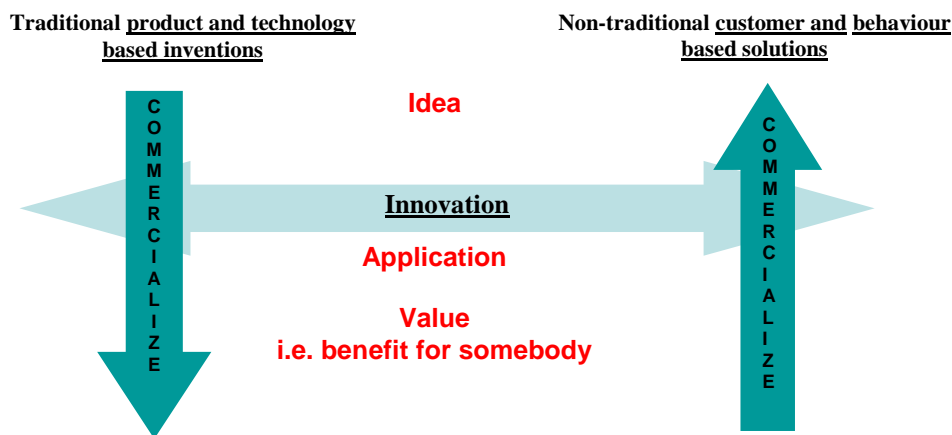 Traditional product and technology
based inventions
Non-traditional customer and behaviour
based solutions
COMMERCIALIZE
Idea
Innovation
Application
Value
i.e. benefit for somebody
COMMERCIALIZE